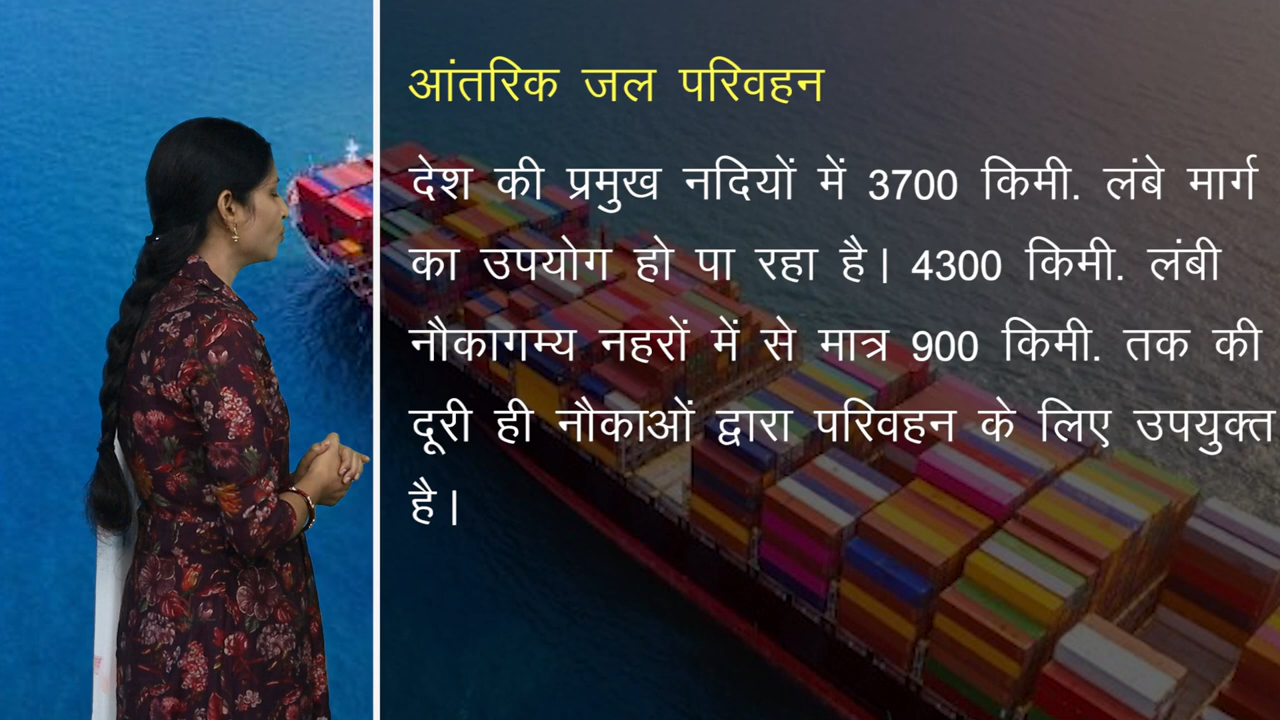 आंतरिक जल परिवहन
देश की प्रमुख नदियों में 3700 किमी. लंबे मार्ग
का उपयोग हो पा रहा है। 4300 किमी. लंबी
नौकागम्य नहरों में से मात्र 900 किमी. तक की
दूरी ही नौकाओं द्वारा परिवहन के लिए उपयुक्त
है।